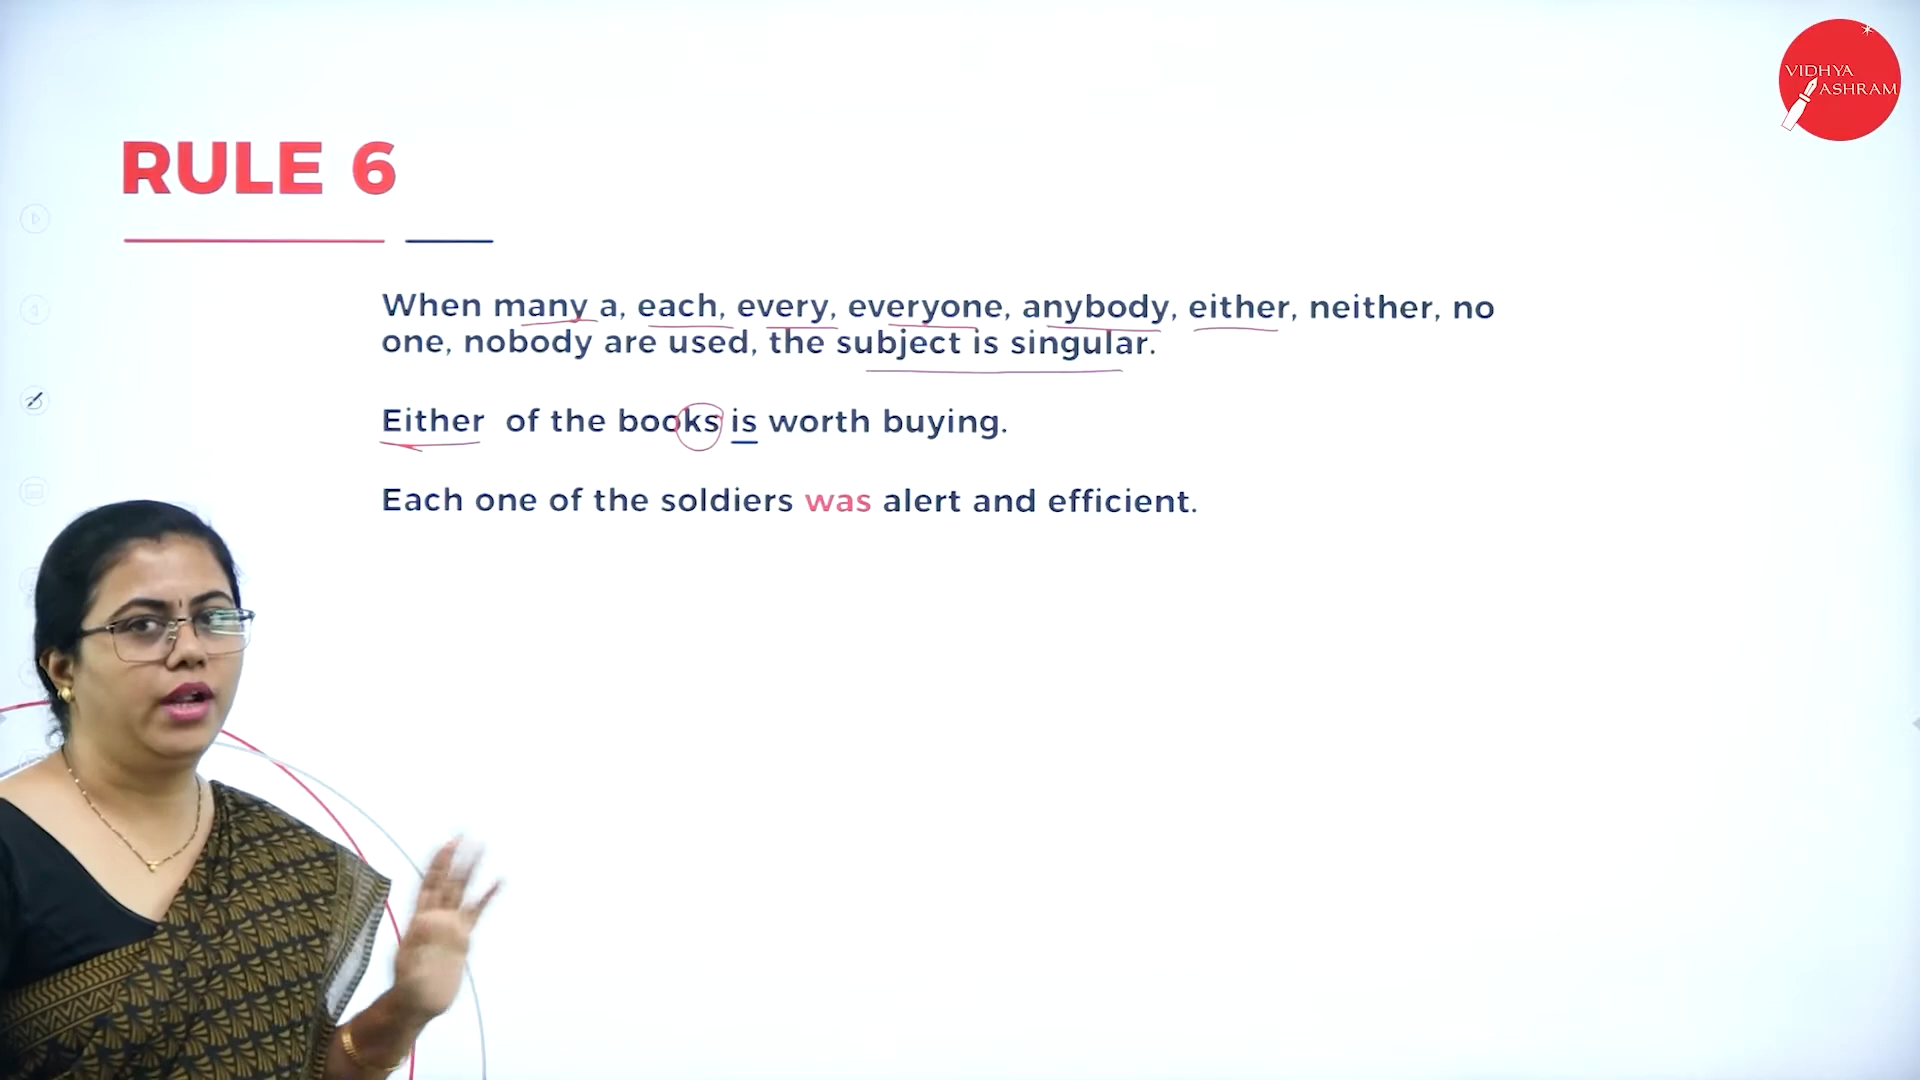 VIDHYA
ASHRAM
RULE 6
When many a, each, every, everyone, anybody, either, neither, no
one, nobody are used, the subject is singular.
Either of the books is worth buying.
Each one of the soldiers was alert and efficient.